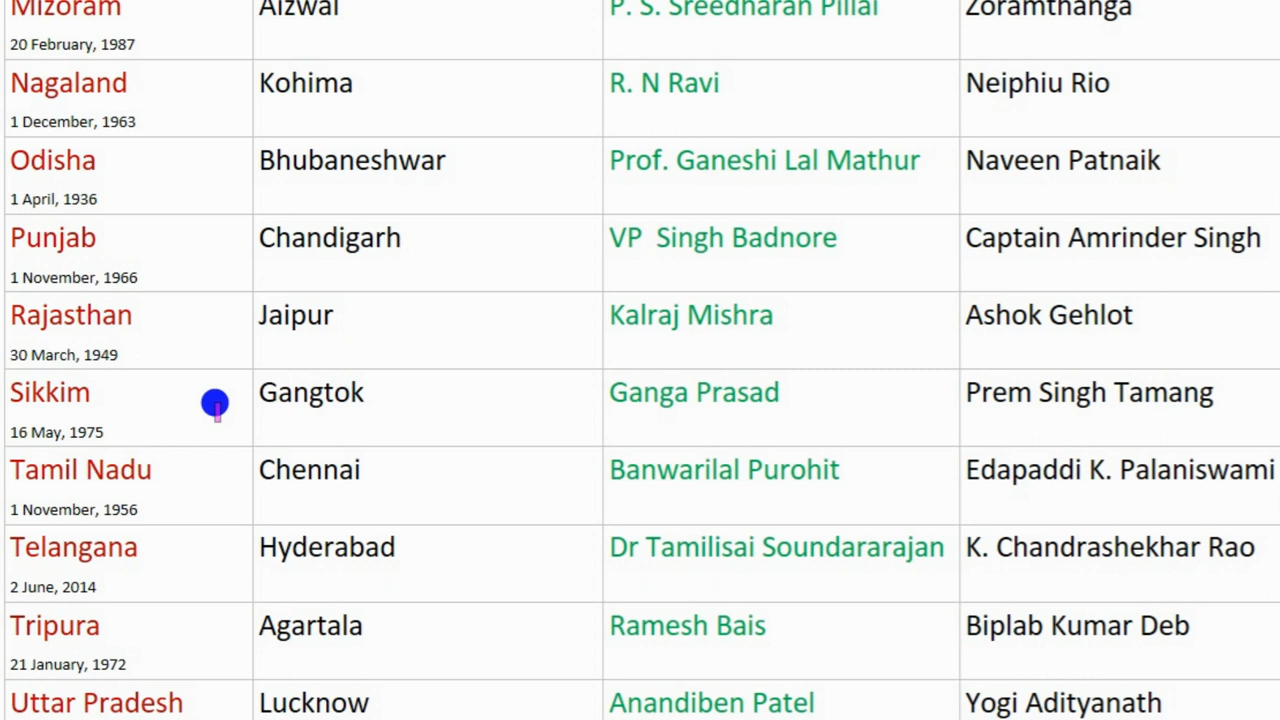 Mizoram Aizwal P. S. Sreedharan Pillai Zoramthanga
20 February, 1987
Nagaland Kohima R. N Ravi Neiphiu Rio
1 December, 1963
Odisha Bhubaneshwar Prof. Ganeshi Lal Mathur Naveen Patnaik
1 April, 1936
Punjab Chandigarh VP  Singh Badnore Captain Amrinder Singh
1 November, 1966
Rajasthan Jaipur Kalraj Mishra Ashok Gehlot
30 March, 1949
Sikkim Gangtok Ganga Prasad Prem Singh Tamang
16 May, 1975
Tamil Nadu Chennai Banwarilal Purohit Edapaddi K. Palaniswami
1 November, 1956
Telangana Hyderabad Dr Tamilisai Soundararajan K. Chandrashekhar Rao
2 June, 2014
Tripura Agartala Ramesh Bais Biplab Kumar Deb
21 January, 1972
Uttar Pradesh Lucknow Anandiben Patel Yogi Adityanath